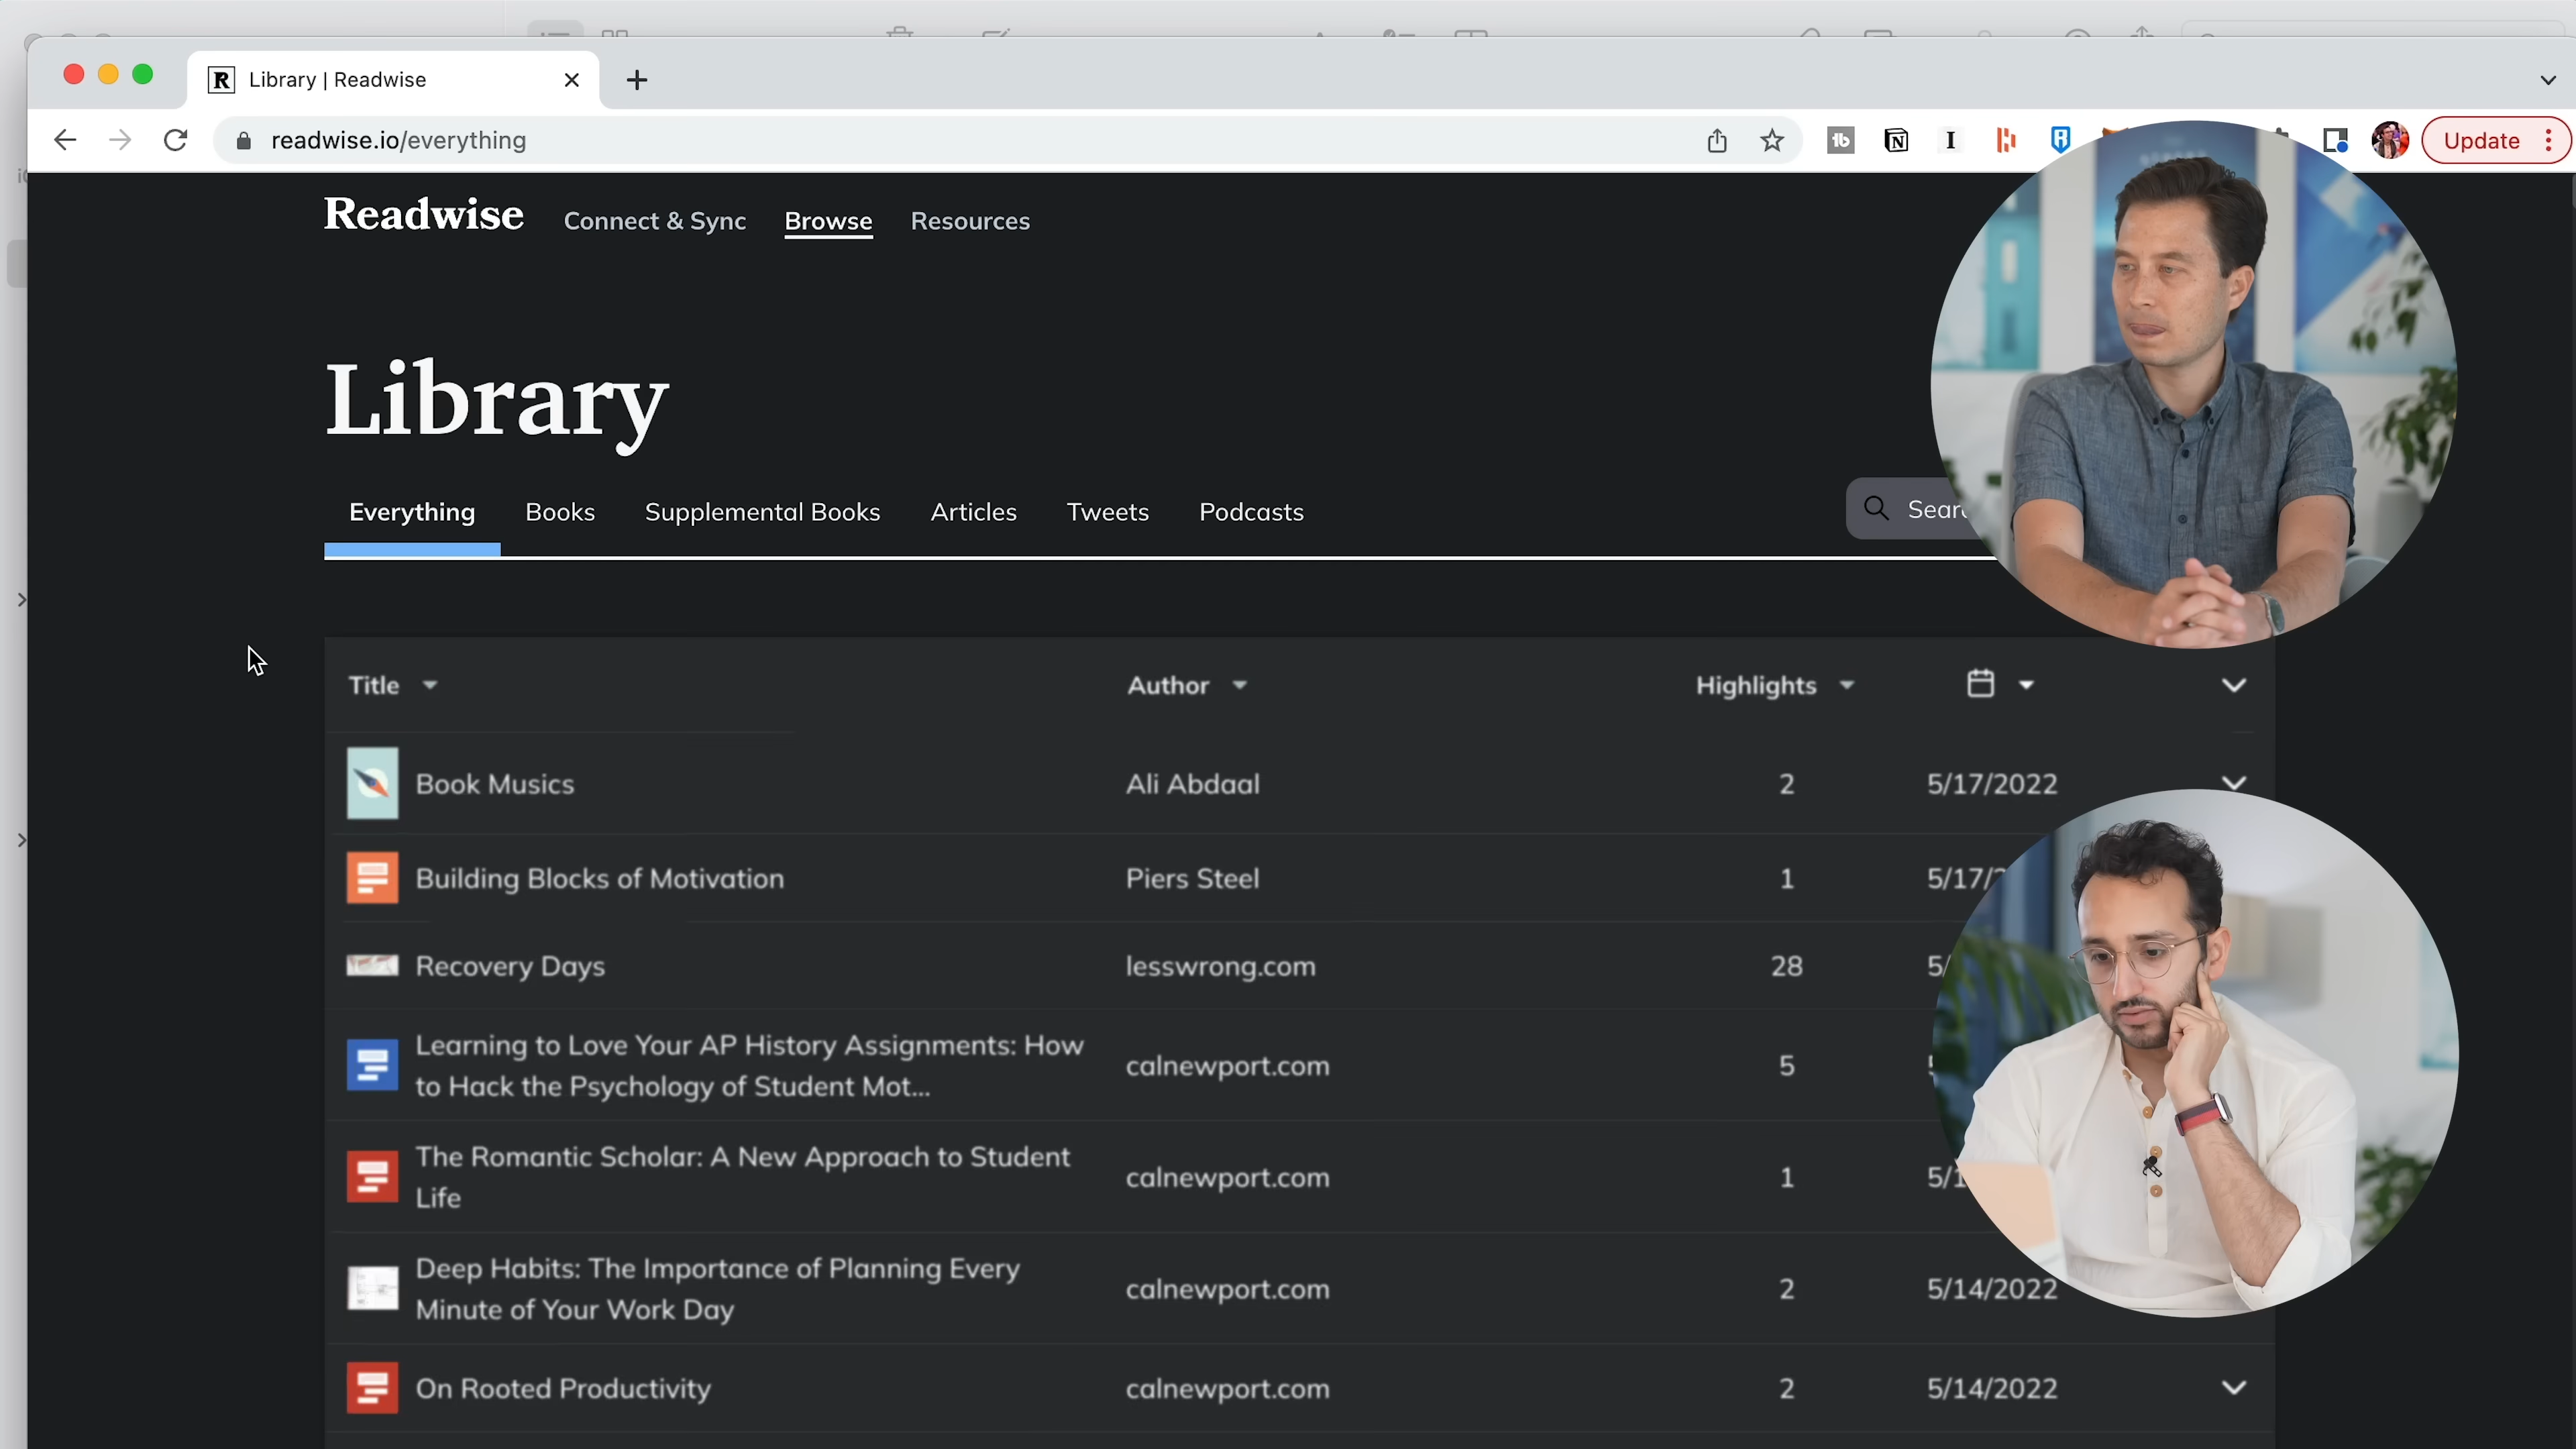 Library | Readwise
readwise.io/everything
Update
Readwise Connect & Sync Browse Resources
Library
Everything Books Supplemental Books Articles Tweets Podcasts
Title Author Highlights
Book Musics Ali Abdaal 2 5/17/2022
Building Blocks of Motivation Piers Steel 1
Recovery Days lesswrong.com 28
Learning to Love Your AP History Assignments: How
to Hack the Psychology of Student Mot... calnewport.com 5
The Romantic Scholar: A New Approach to Student
Life calnewport.com 1
Deep Habits: The Importance of Planning Every
Minute of Your Work Day calnewport.com 2 5/14/2022
On Rooted Productivity calnewport.com 2 5/14/2022